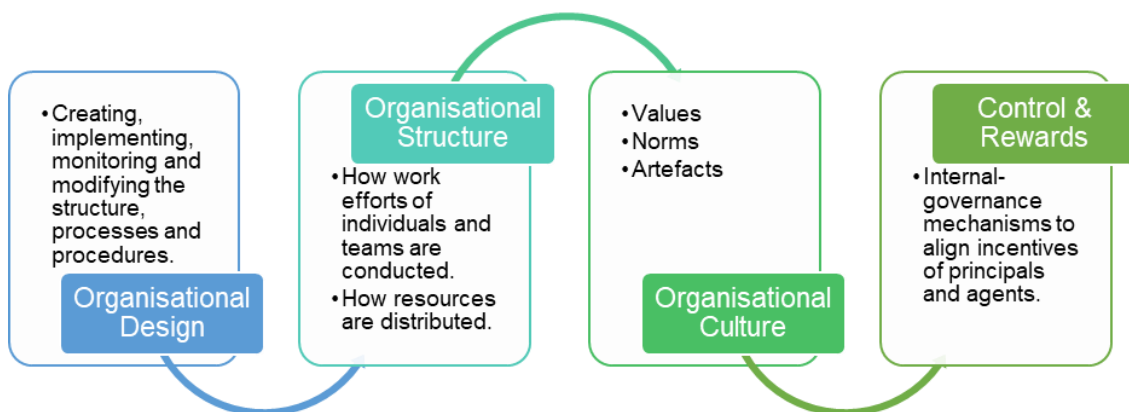 •Creating,
implementing,
monitoring and
modifying the
structure,
processes and
procedures.
Organisational
Design
Organisational
Structure
•How work
efforts of
individuals and
teams are
conducted.
•How resources
are distributed.
•Values
•Norms
•Artefacts
Organisational
Culture
Control &
Rewards
•Internal-
governance
mechanisms to
align incentives
of principals
and agents.